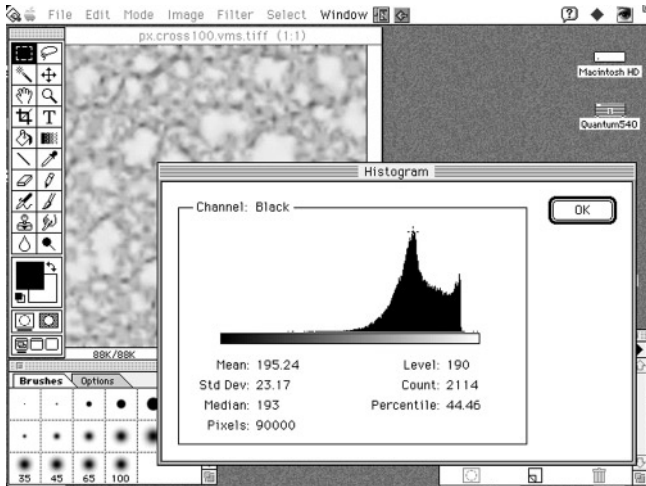 File Edit Mode Image Filter Select Window
px.cross100.vms.tiff (1:1)
Macintosh HD
Quantum540
T
Histogram
Channel: Black
OK
88K/88K
Mean: 195.24 Level: 190
Std Dev: 23.17 Count: 2114
Median: 193 Percentile: 44.46
Pixels: 90000
Brushes Options
35 45 65 100